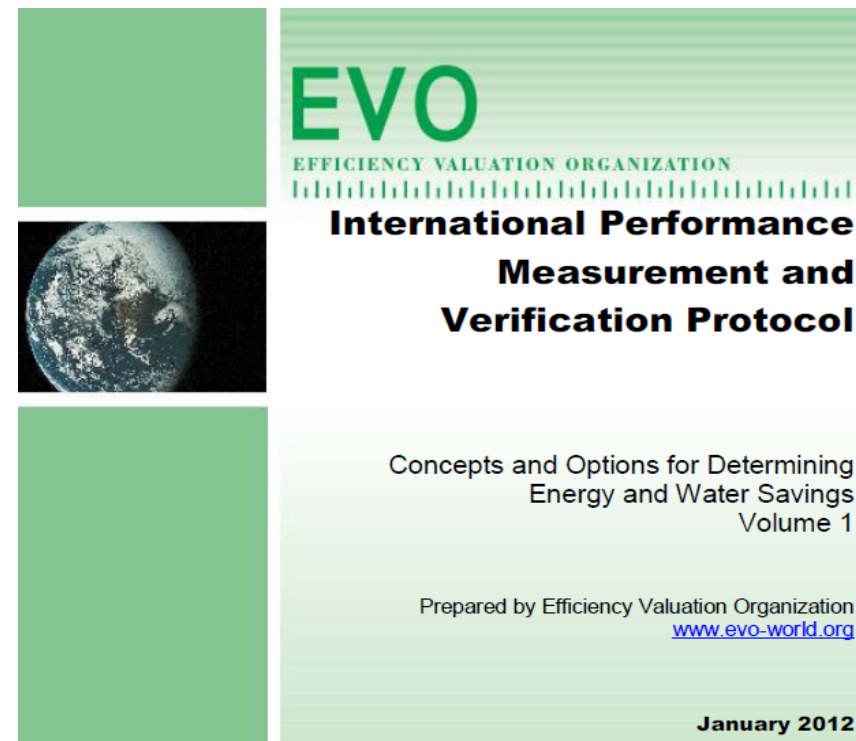 EVO
EFFICIENCY VALUATION ORGANIZATION
International Performance
Measurement and
Verification Protocol
Concepts and Options for Determining
Energy and Water Savings
Volume 1
Prepared by Efficiency Valuation Organization
www.evo-world.org
January 2012